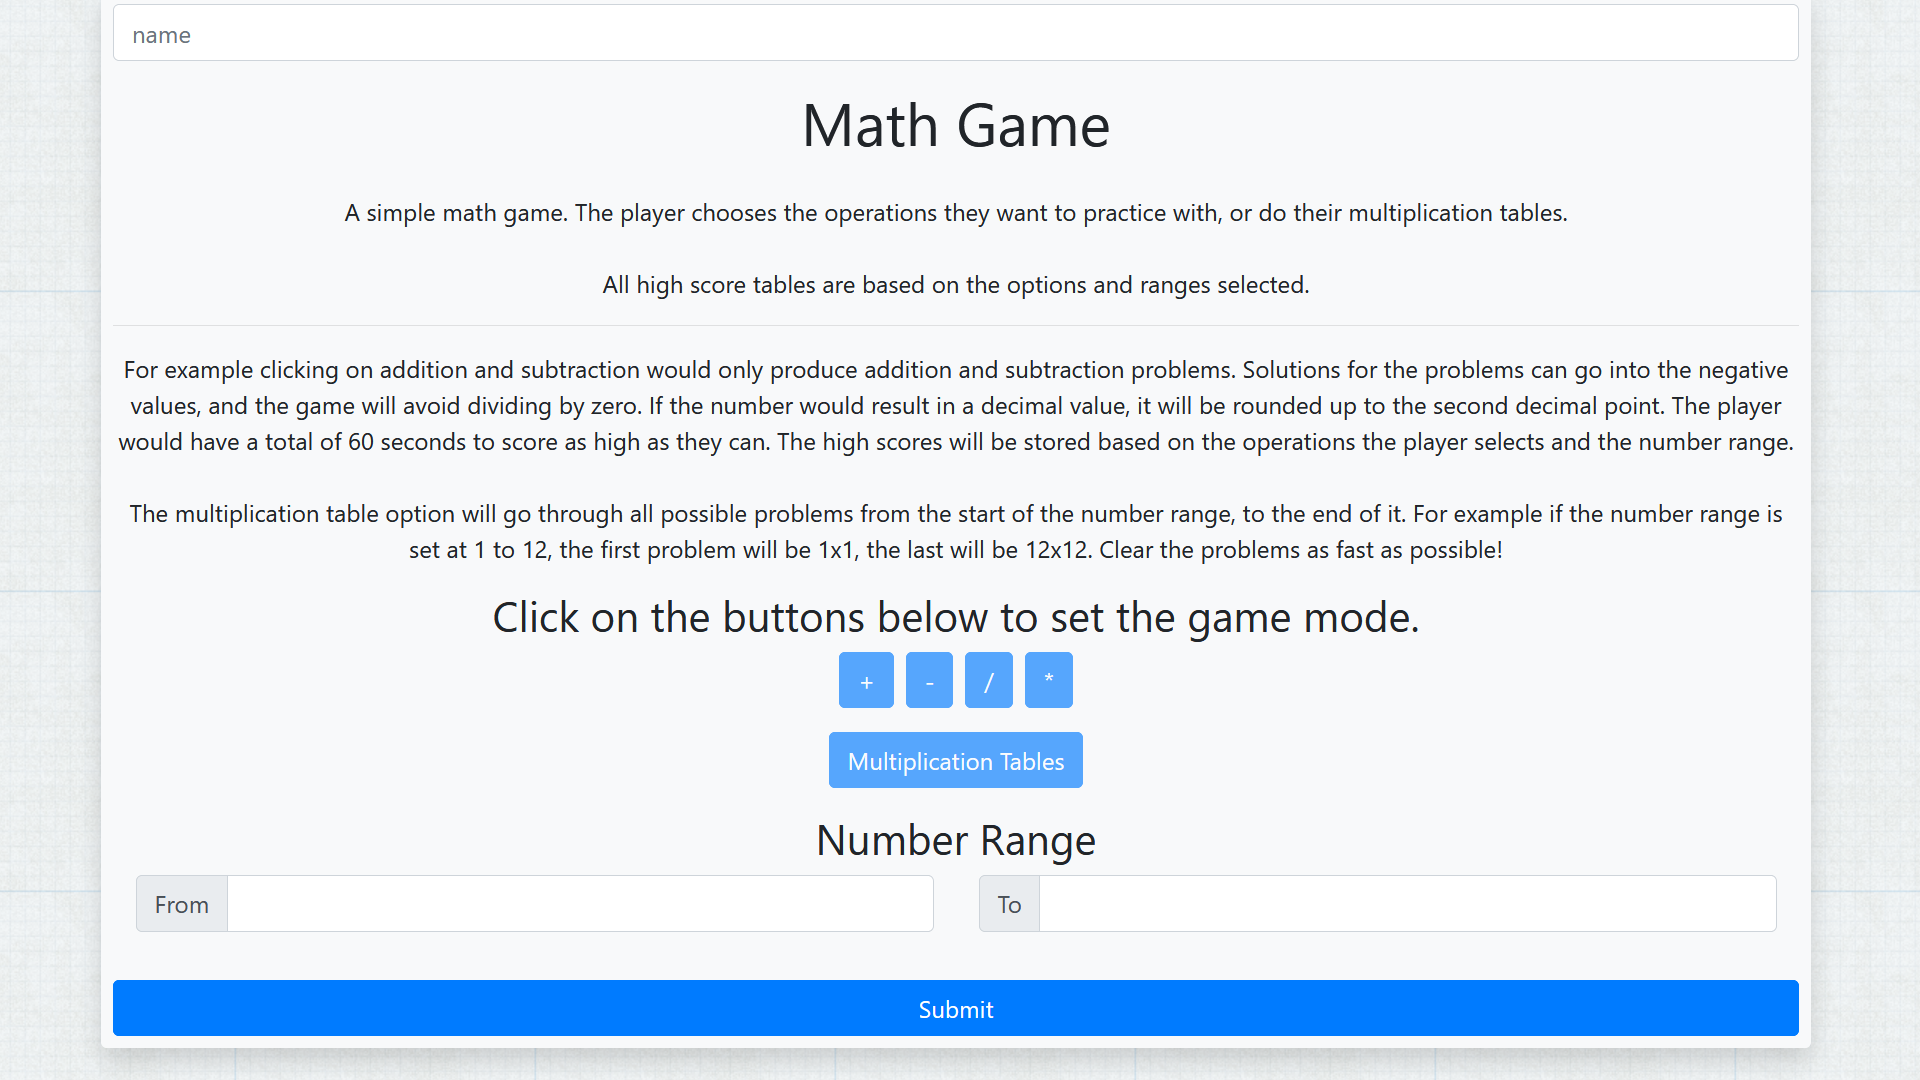 name
Math Game
A simple math game. The player chooses the operations they want to practice with, or do their multiplication tables.
All high score tables are based on the options and ranges selected.
For example clicking on addition and subtraction would only produce addition and subtraction problems. Solutions for the problems can go into the negative
values, and the game will avoid dividing by zero. If the number would result in a decimal value, it will be rounded up to the second decimal point. The player
would have a total of 60 seconds to score as high as they can. The high scores will be stored based on the operations the player selects and the number range.
The multiplication table option will go through all possible problems from the start of the number range, to the end of it. For example if the number range is
set at 1 to 12, the first problem will be 1x1, the last will be 12x12. Clear the problems as fast as possible!
Click on the buttons below to set the game mode.
+ - / *
Multiplication Tables
Number Range
From To
Submit